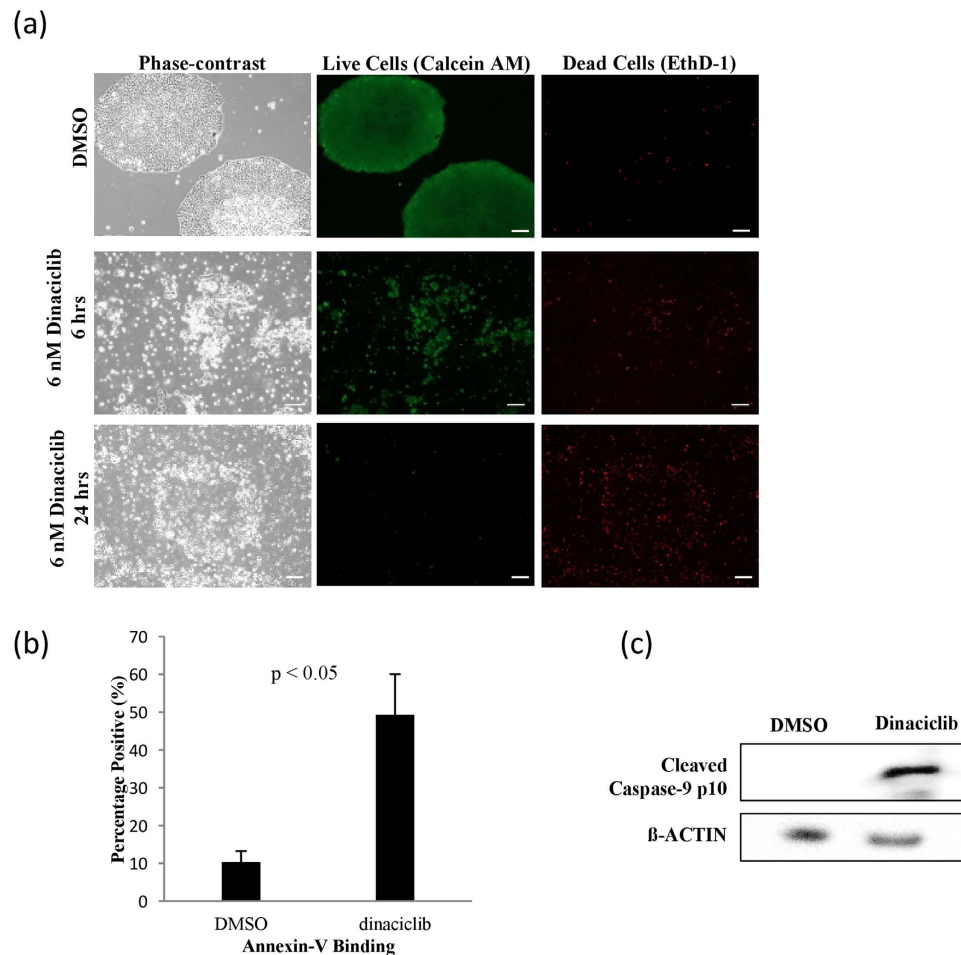 (a)
Phase-contrast Live Cells (Calcein AM) Dead Cells (EthD-1)
DMSO
6 nM Dinaciclib
6 hrs
6 nM Dinaciclib
24 hrs
(b)
Percentage Positive (%)
70
60
50
40
30
20
10
0
p < 0.05
DMSO dinaciclib
Annexin-V Binding
(c)
DMSO Dinaciclib
Cleaved
Caspase-9 p10
ß-ACTIN